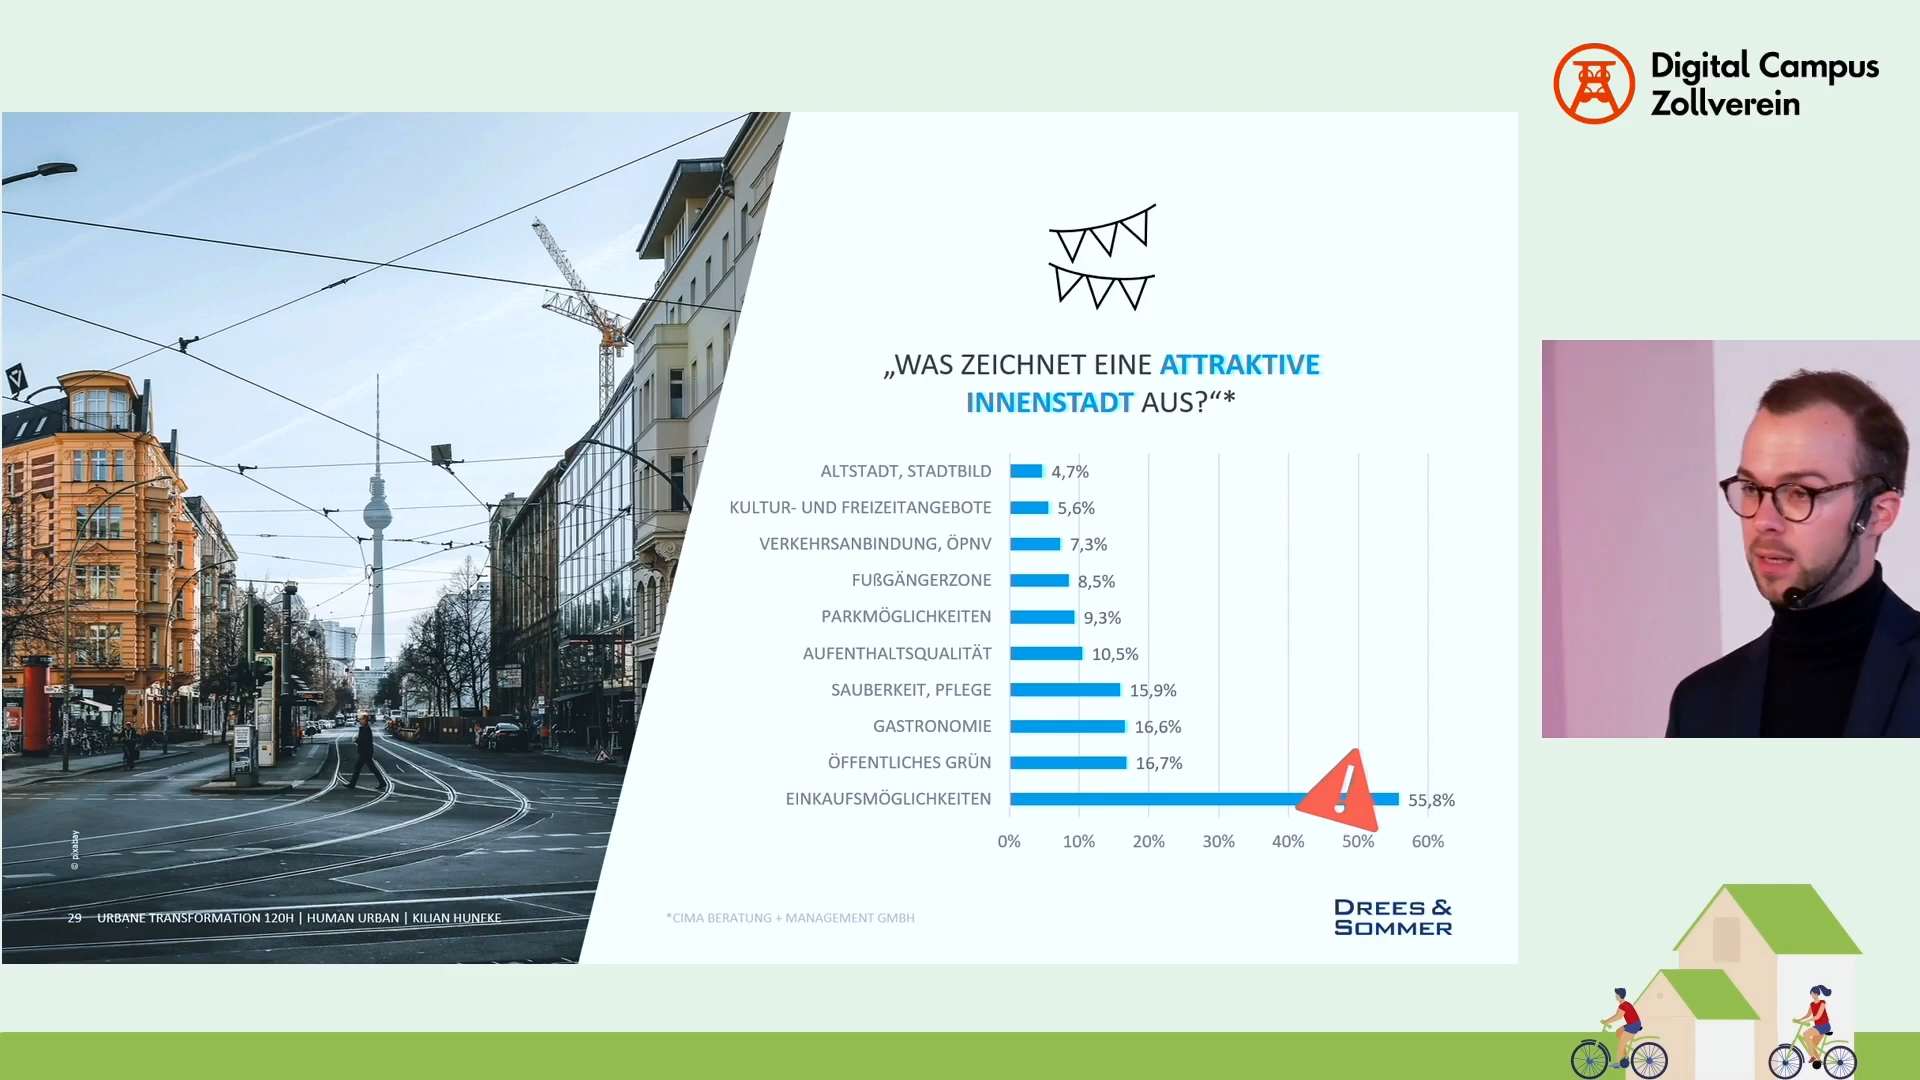 Digital Campus
Zollverein
„WAS ZEICHNET EINE ATTRAKTIVE
INNENSTADT AUS?“*
ALTSTADT, STADTBILD 4,7%
KULTUR- UND FREIZEITANGEBOTE 5,6%
VERKEHRSANBINDUNG, ÖPNV 7,3%
FUßGÄNGERZONE 8,5%
PARKMÖGLICHKEITEN 9,3%
AUFENTHALTSQUALITÄT 10,5%
SAUBERKEIT, PFLEGE 15,9%
GASTRONOMIE 16,6%
ÖFFENTLICHES GRÜN 16,7%
EINKAUFSMÖGLICHKEITEN 55,8%
0% 10% 20% 30% 40% 50% 60%
© pixabay
29 URBANE TRANSFORMATION 120H | HUMAN URBAN | KILIAN HUNEKE
*CIMA BERATUNG + MANAGEMENT GMBH
DREES &
SOMMER